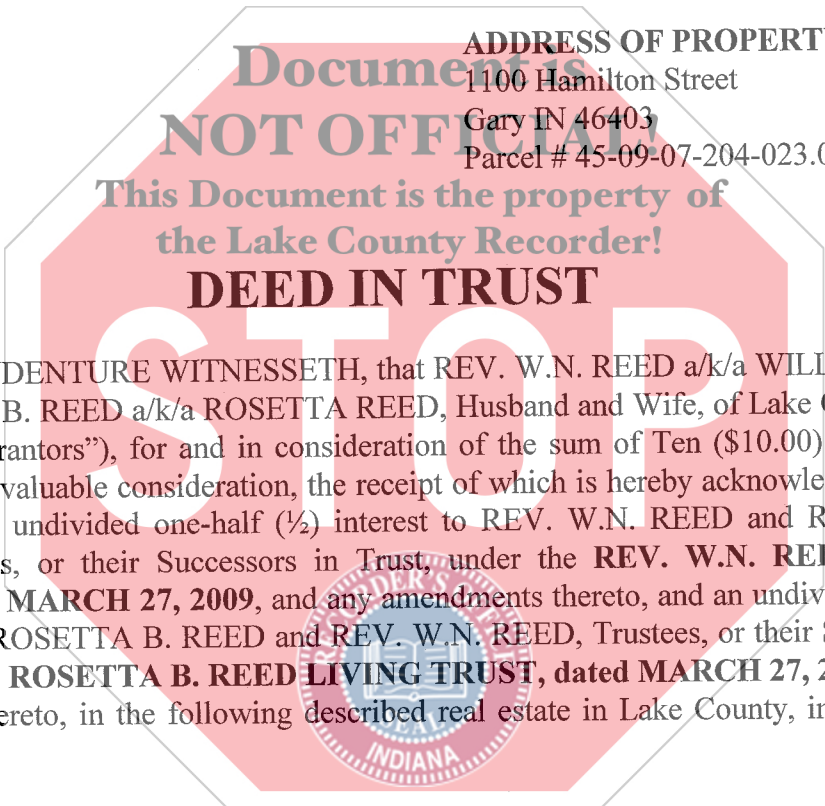 Document is
NOT OFFICIAL!
This Document is the property of
the Lake County Recorder!
STOP
ADDRESS OF PROPERTY
1100 Hamilton Street
Gary IN 46403
Parcel # 45-09-07-204-023.0
DEED IN TRUST
DENTURE WITNESSETH, that REV. W.N. REED a/k/a WILL
B. REED a/k/a ROSETTA REED, Husband and Wife, of Lake
rantors”), for and in consideration of the sum of Ten ($10.00)
valuable consideration, the receipt of which is hereby acknowle
undivided one-half (½) interest to REV. W.N. REED and R
s, or their Successors in Trust, under the REV. W.N. REE
MARCH 27, 2009, and any amendments thereto, and an undiv
ROSETTA B. REED and REV. W.N. REED, Trustees, or their
ROSETTA B. REED LIVING TRUST, dated MARCH 27, 2
ereto, in the following described real estate in Lake County, in
RECORDER'S OFFICE
SEAL
INDIANA